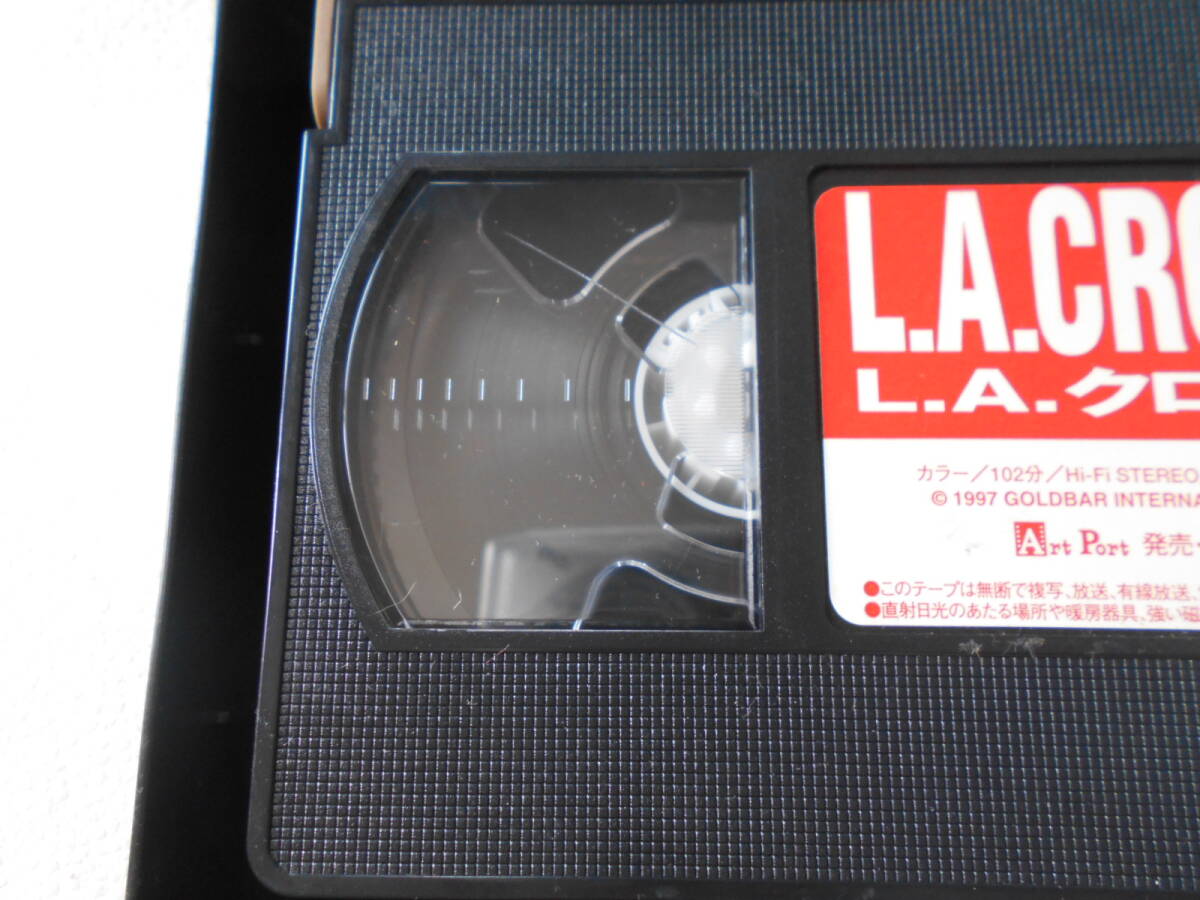 L.A.CRO
L.A.クロ
カラー／102分／Hi-Fi STEREO
© 1997 GOLDBAR INTERNA
Art Port 発売・
●このテープは無断で複写、放送、有線放送、
●直射日光のあたる場所や暖房器具、強い磁